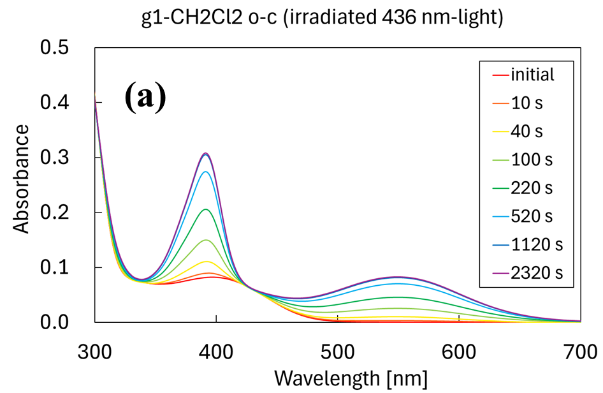 g1-CH2Cl2 o-c (irradiated 436 nm-light)
(a)
Absorbance
0.5
0.4
0.3
0.2
0.1
0.0
300
400
500
600
700
Wavelength [nm]
initial
10 s
40 s
100 s
220 s
520 s
1120 s
2320 s